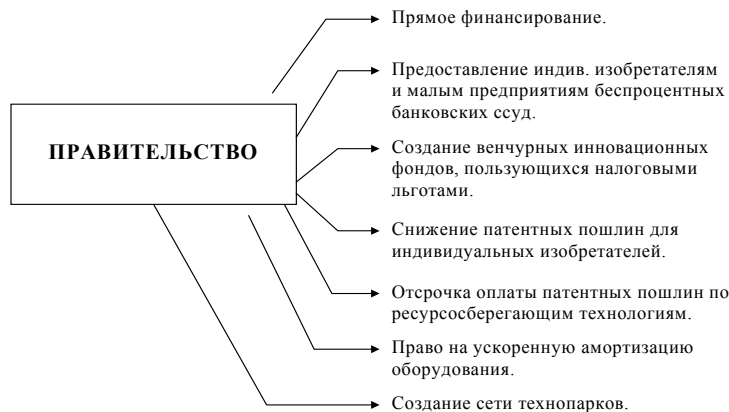 Прямое финансирование.
Предоставление индив. изобретателям
и малым предприятиям беспроцентных
банковских ссуд.
ПРАВИТЕЛЬСТВО
Создание венчурных инновационных
фондов, пользующихся налоговыми
льготами.
Снижение патентных пошлин для
индивидуальных изобретателей.
Отсрочка оплаты патентных пошлин по
ресурсосберегающим технологиям.
Право на ускоренную амортизацию
оборудования.
Создание сети технопарков.